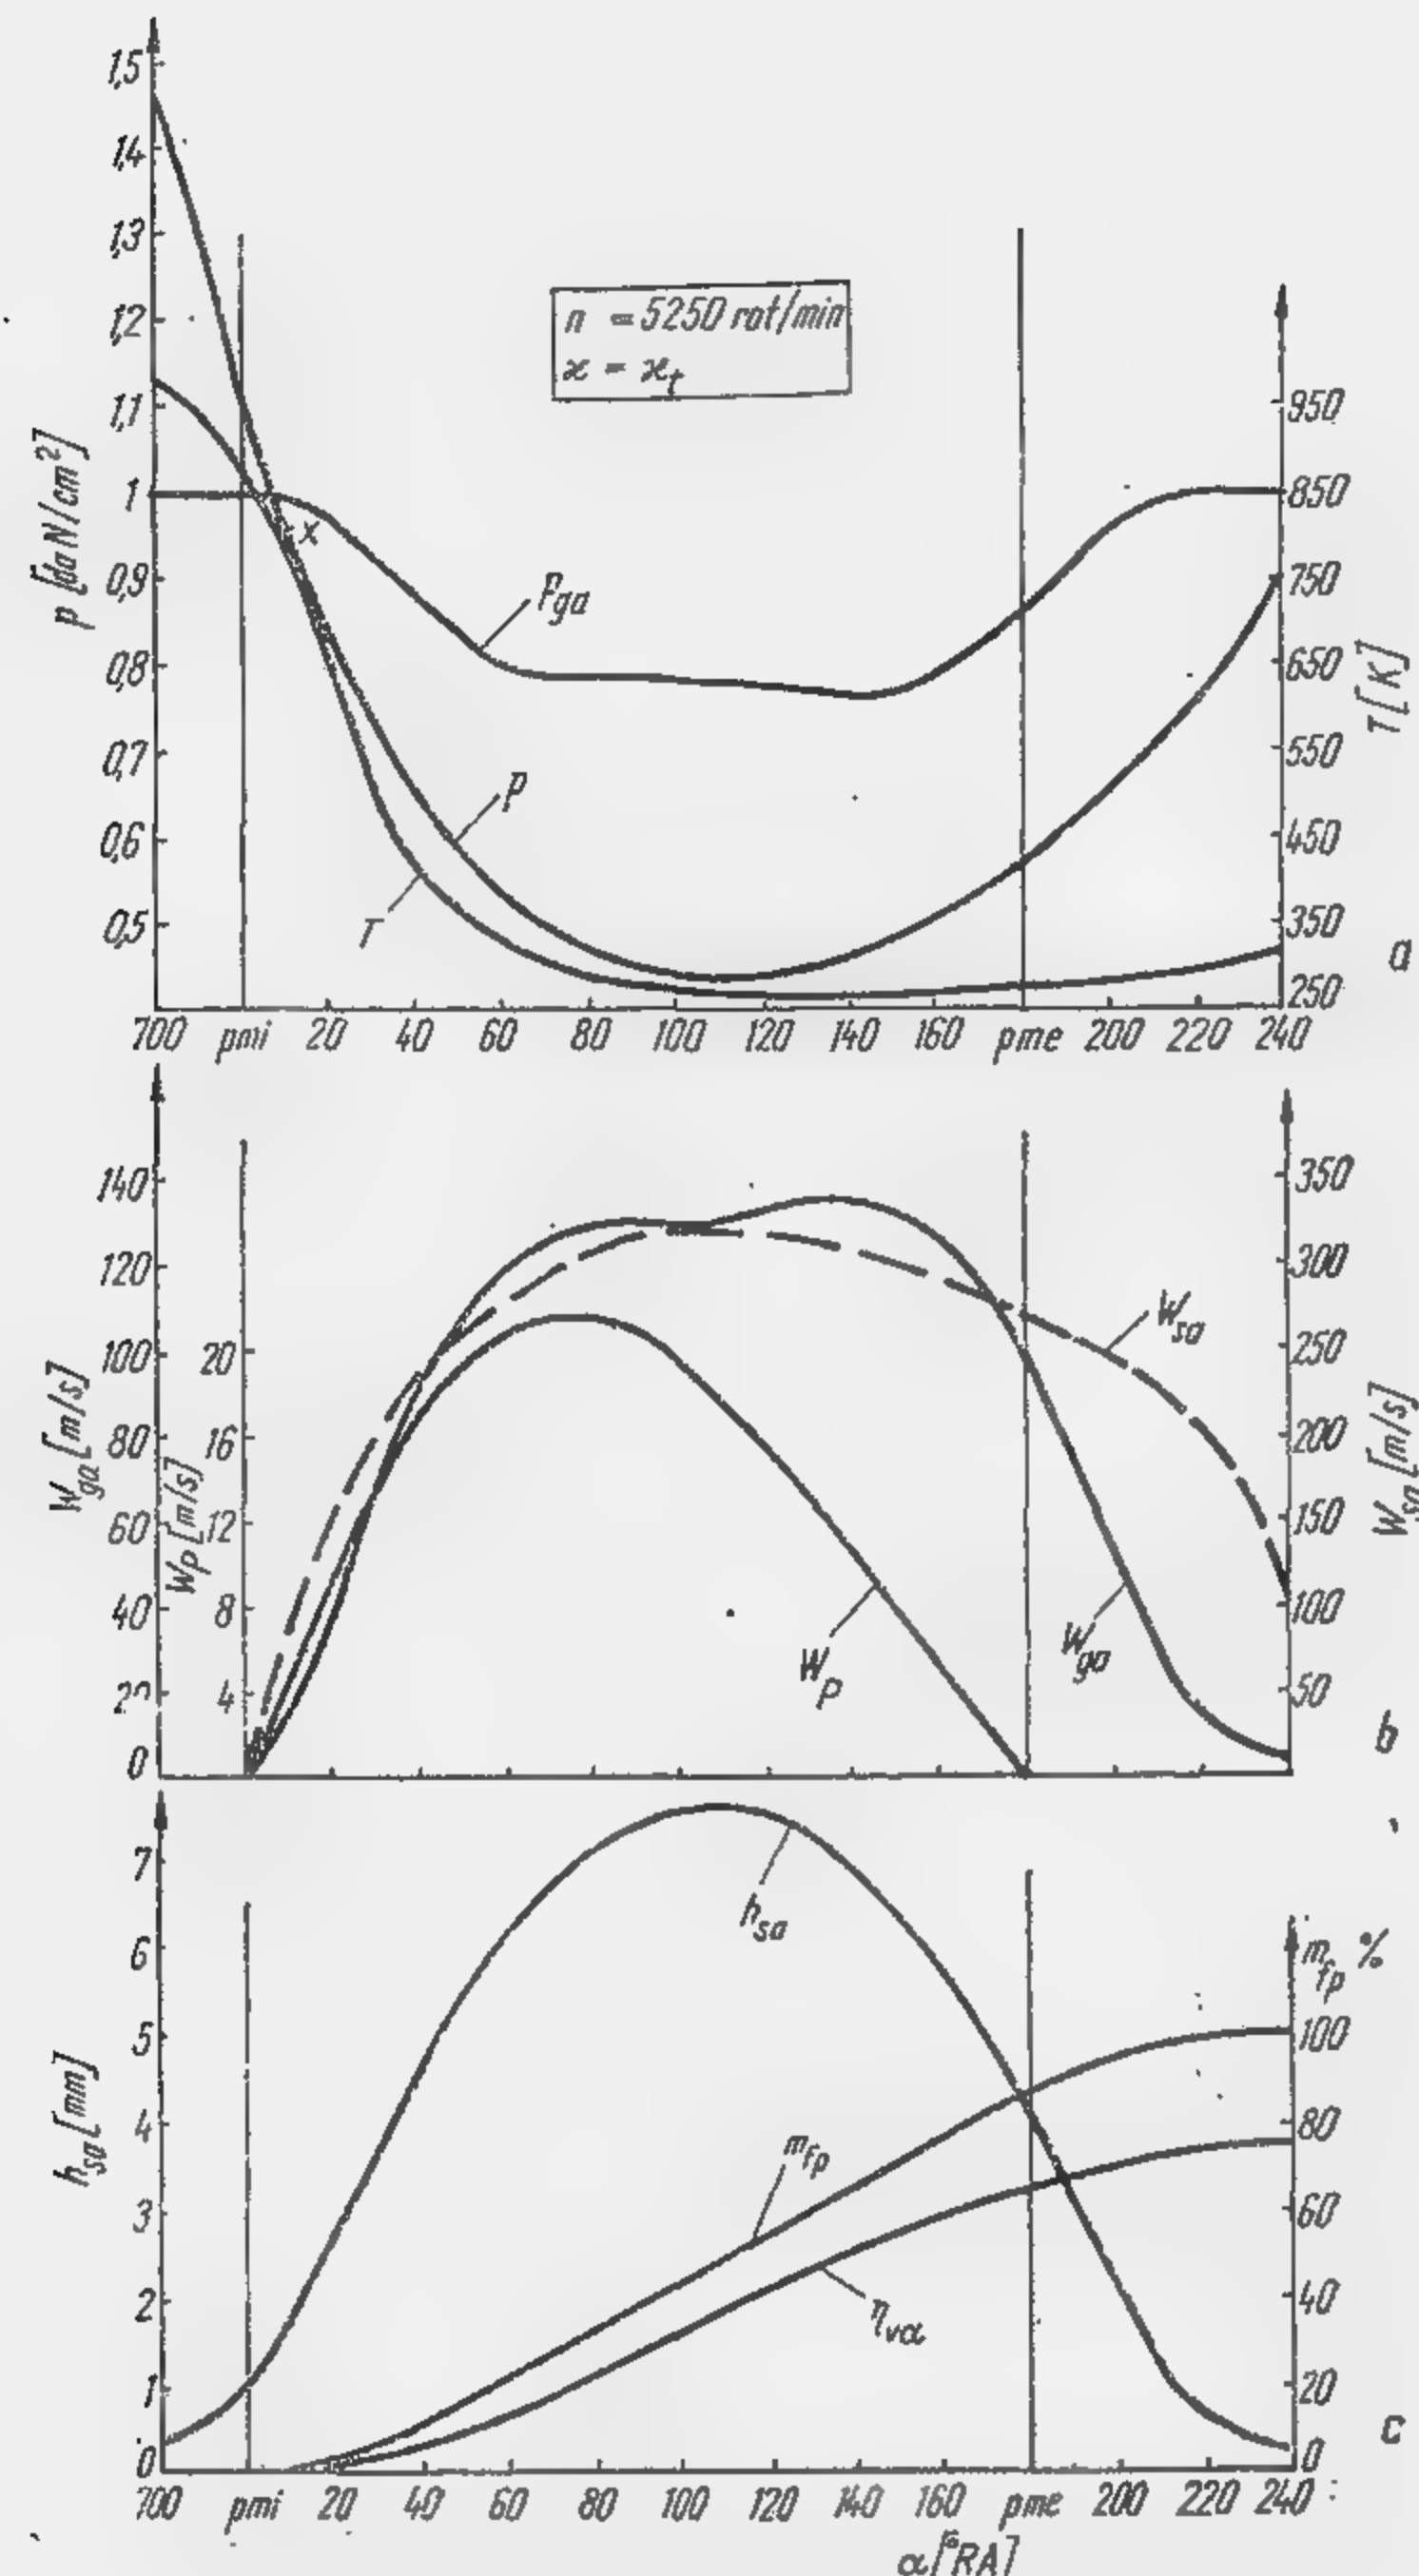 1,5
1,4
1,3
1,2
1,1
1
0,9
0,8
0,7
0,6
0,5
p [daN/cm²]
n = 5250 rot/min
ϰ = ϰt
x
Pga
p
T
950
850
750
650
550
450
350
250
T [K]
a
700 pmi 20 40 60 80 100 120 140 160 pme 200 220 240
140
120
100
80
60
40
20
0
Wga [m/s]
20
16
12
8
4
Wp [m/s]
Wsa
Wp
Wga
350
300
250
200
150
100
50
Wsa [m/s]
b
7
6
5
4
3
2
1
0
hsa [mm]
hsa
mfp
ηvα
mfp %
100
80
60
40
20
0
c
700 pmi 20 40 60 80 100 120 140 160 pme 200 220 240
α [°RA]